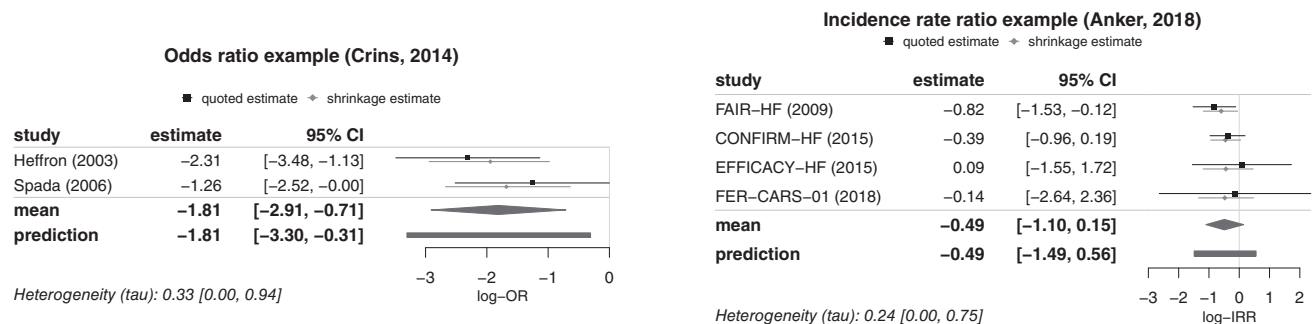 Odds ratio example (Crins, 2014)
quoted estimate shrinkage estimate
study estimate 95% CI
Heffron (2003) −2.31 [−3.48, −1.13]
Spada (2006) −1.26 [−2.52, −0.00]
mean −1.81 [−2.91, −0.71]
prediction −1.81 [−3.30, −0.31]
−3 −2 −1 0
log−OR
Heterogeneity (tau): 0.33 [0.00, 0.94]
Incidence rate ratio example (Anker, 2018)
quoted estimate shrinkage estimate
study estimate 95% CI
FAIR−HF (2009) −0.82 [−1.53, −0.12]
CONFIRM−HF (2015) −0.39 [−0.96, 0.19]
EFFICACY−HF (2015) 0.09 [−1.55, 1.72]
FER−CARS−01 (2018) −0.14 [−2.64, 2.36]
mean −0.49 [−1.10, 0.15]
prediction −0.49 [−1.49, 0.56]
−3 −2 −1 0 1 2
log−IRR
Heterogeneity (tau): 0.24 [0.00, 0.75]